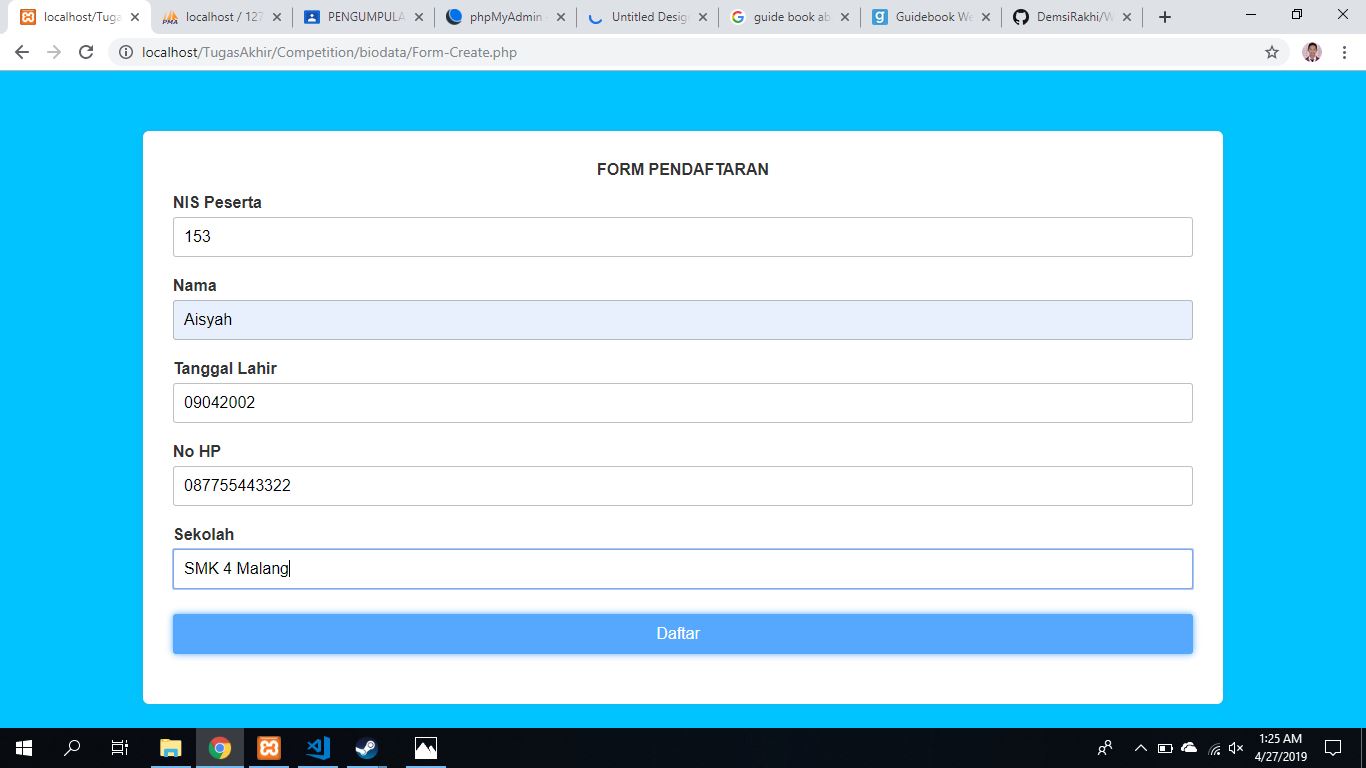 localhost/Tuga
localhost / 127
PENGUMPULA
phpMyAdmin
Untitled Design
guide book ab
Guidebook We
DemsiRakhi/W
localhost/TugasAkhir/Competition/biodata/Form-Create.php
FORM PENDAFTARAN
NIS Peserta
153
Nama
Aisyah
Tanggal Lahir
09042002
No HP
087755443322
Sekolah
SMK 4 Malang
Daftar
1:25 AM
4/27/2019